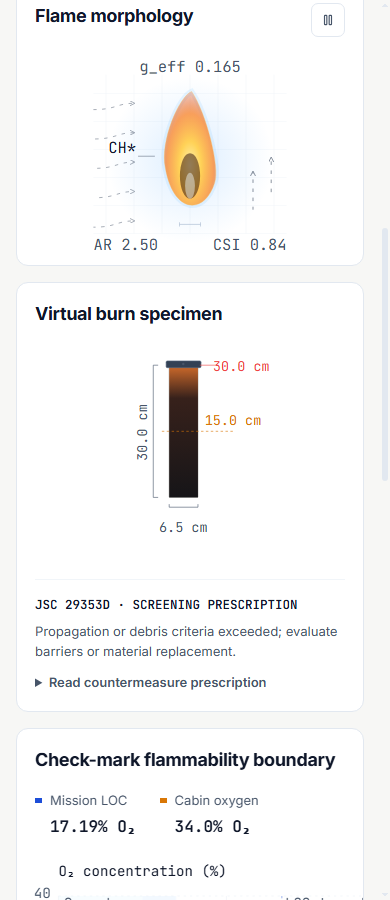 Flame morphology
g_eff 0.165
CH*
AR 2.50
CSI 0.84
Virtual burn specimen
30.0 cm
15.0 cm
30.0 cm
6.5 cm
JSC 29353D · SCREENING PRESCRIPTION
Propagation or debris criteria exceeded; evaluate
barriers or material replacement.
Read countermeasure prescription
Check-mark flammability boundary
Mission LOC
17.19% O₂
Cabin oxygen
34.0% O₂
O₂ concentration (%)
40